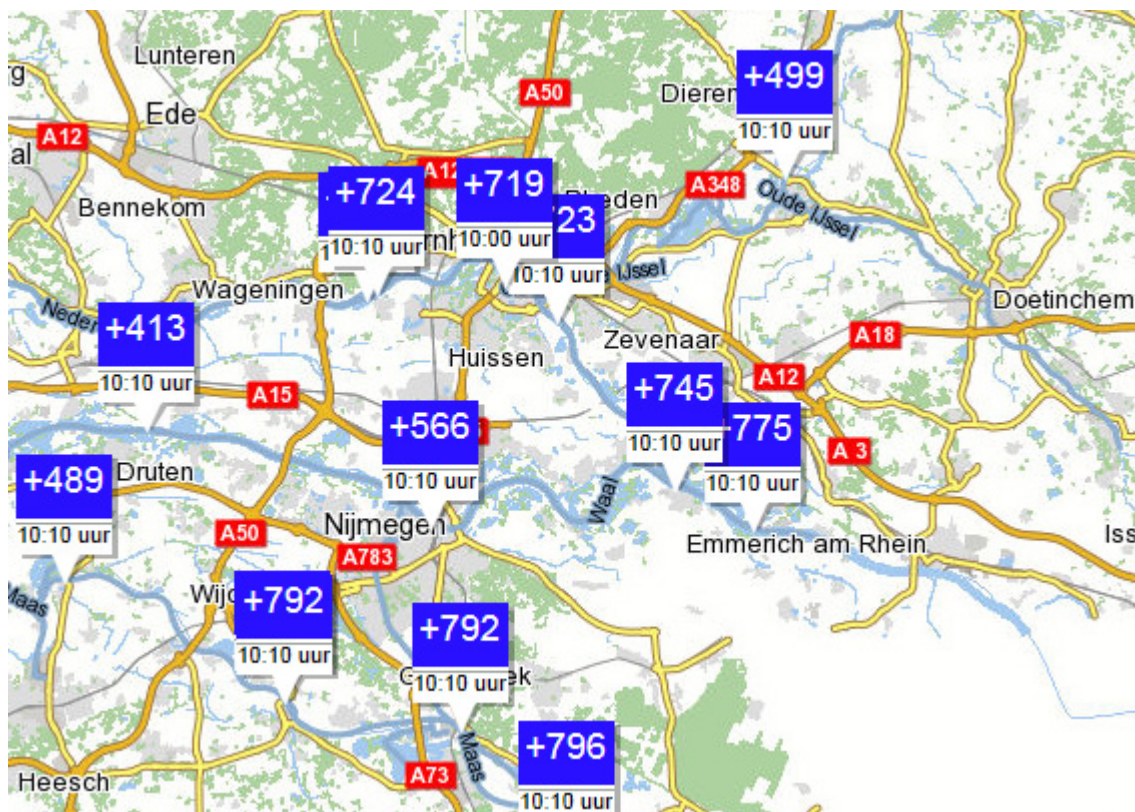 Lunteren
+499
10:10 uur
Dieren
A50
Ede
A12
al
A12
+724
10:10 uur
+719
10:00 uur
A348
Oude IJssel
Bennekom
23
10:10 uur
IJssel
Wageningen
Doetinchem
+413
10:10 uur
Huissen
Zevenaar
A18
A15
A12
+745
10:10 uur
+566
10:10 uur
+775
10:10 uur
A 3
+489
10:10 uur
Druten
Waal
A50
Nijmegen
A783
Emmerich am Rhein
Iss
Maas
+792
10:10 uur
+792
10:10 uur
Maas
+796
10:10 uur
Heesch
A73